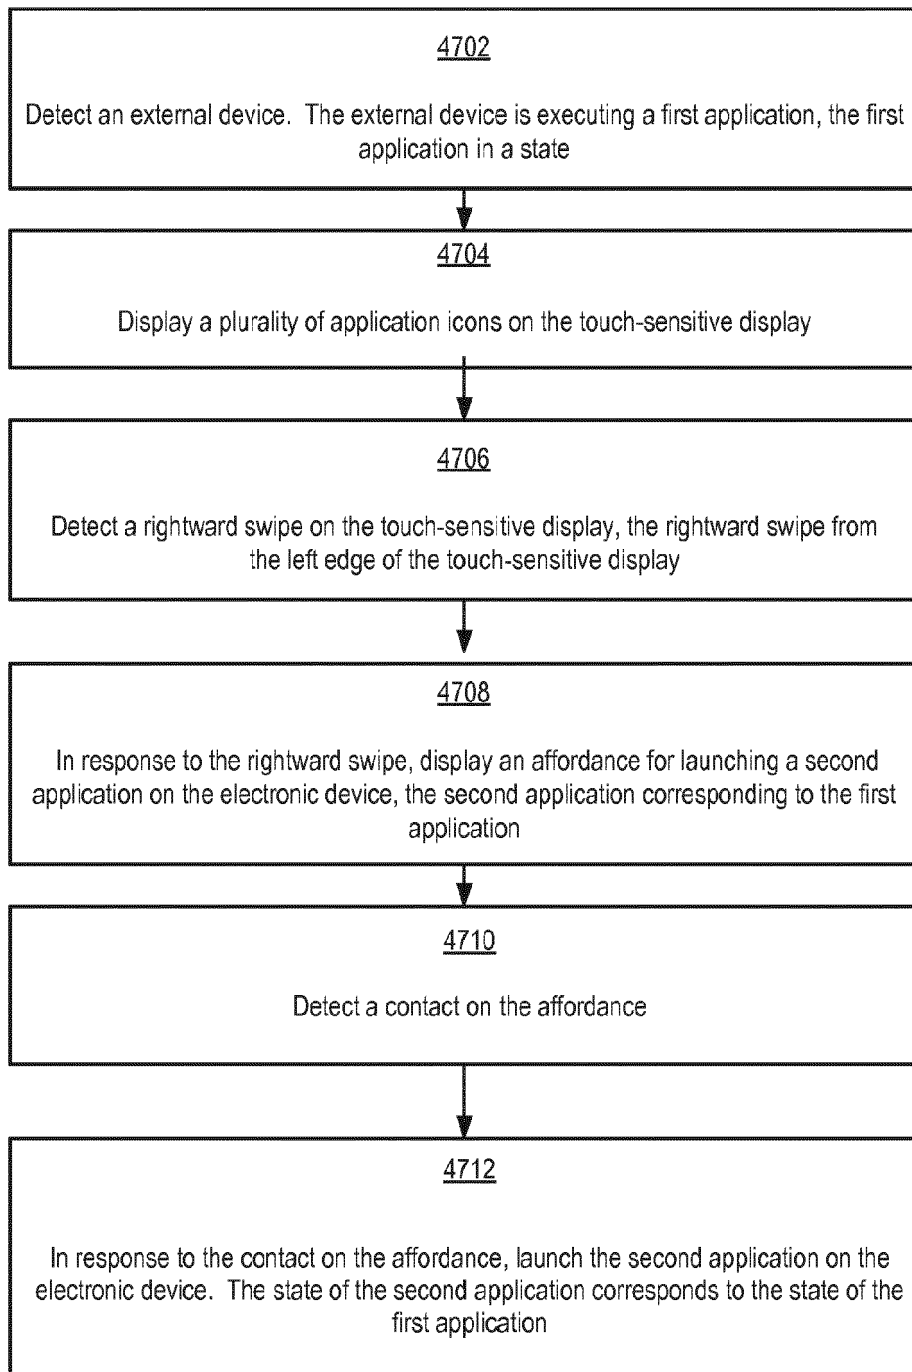 4702
Detect an external device. The external device is executing a first application, the first
application in a state
4704
Display a plurality of application icons on the touch-sensitive display
4706
Detect a rightward swipe on the touch-sensitive display, the rightward swipe from
the left edge of the touch-sensitive display
4708
In response to the rightward swipe, display an affordance for launching a second
application on the electronic device, the second application corresponding to the first
application
4710
Detect a contact on the affordance
4712
In response to the contact on the affordance, launch the second application on the
electronic device. The state of the second application corresponds to the state of the
first application